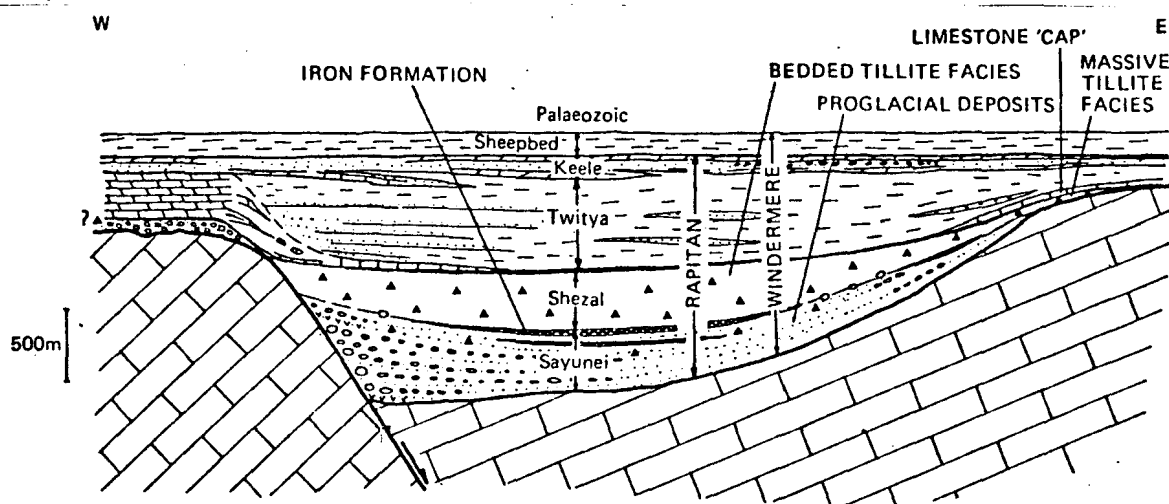 W
E
LIMESTONE 'CAP'
IRON FORMATION
BEDDED TILLITE FACIES
MASSIVE
TILLITE
FACIES
PROGLACIAL DEPOSITS
Palaeozoic
Sheepbed
Keele
Twitya
?
RAPITAN
WINDERMERE
Shezal
500m
Sayunei